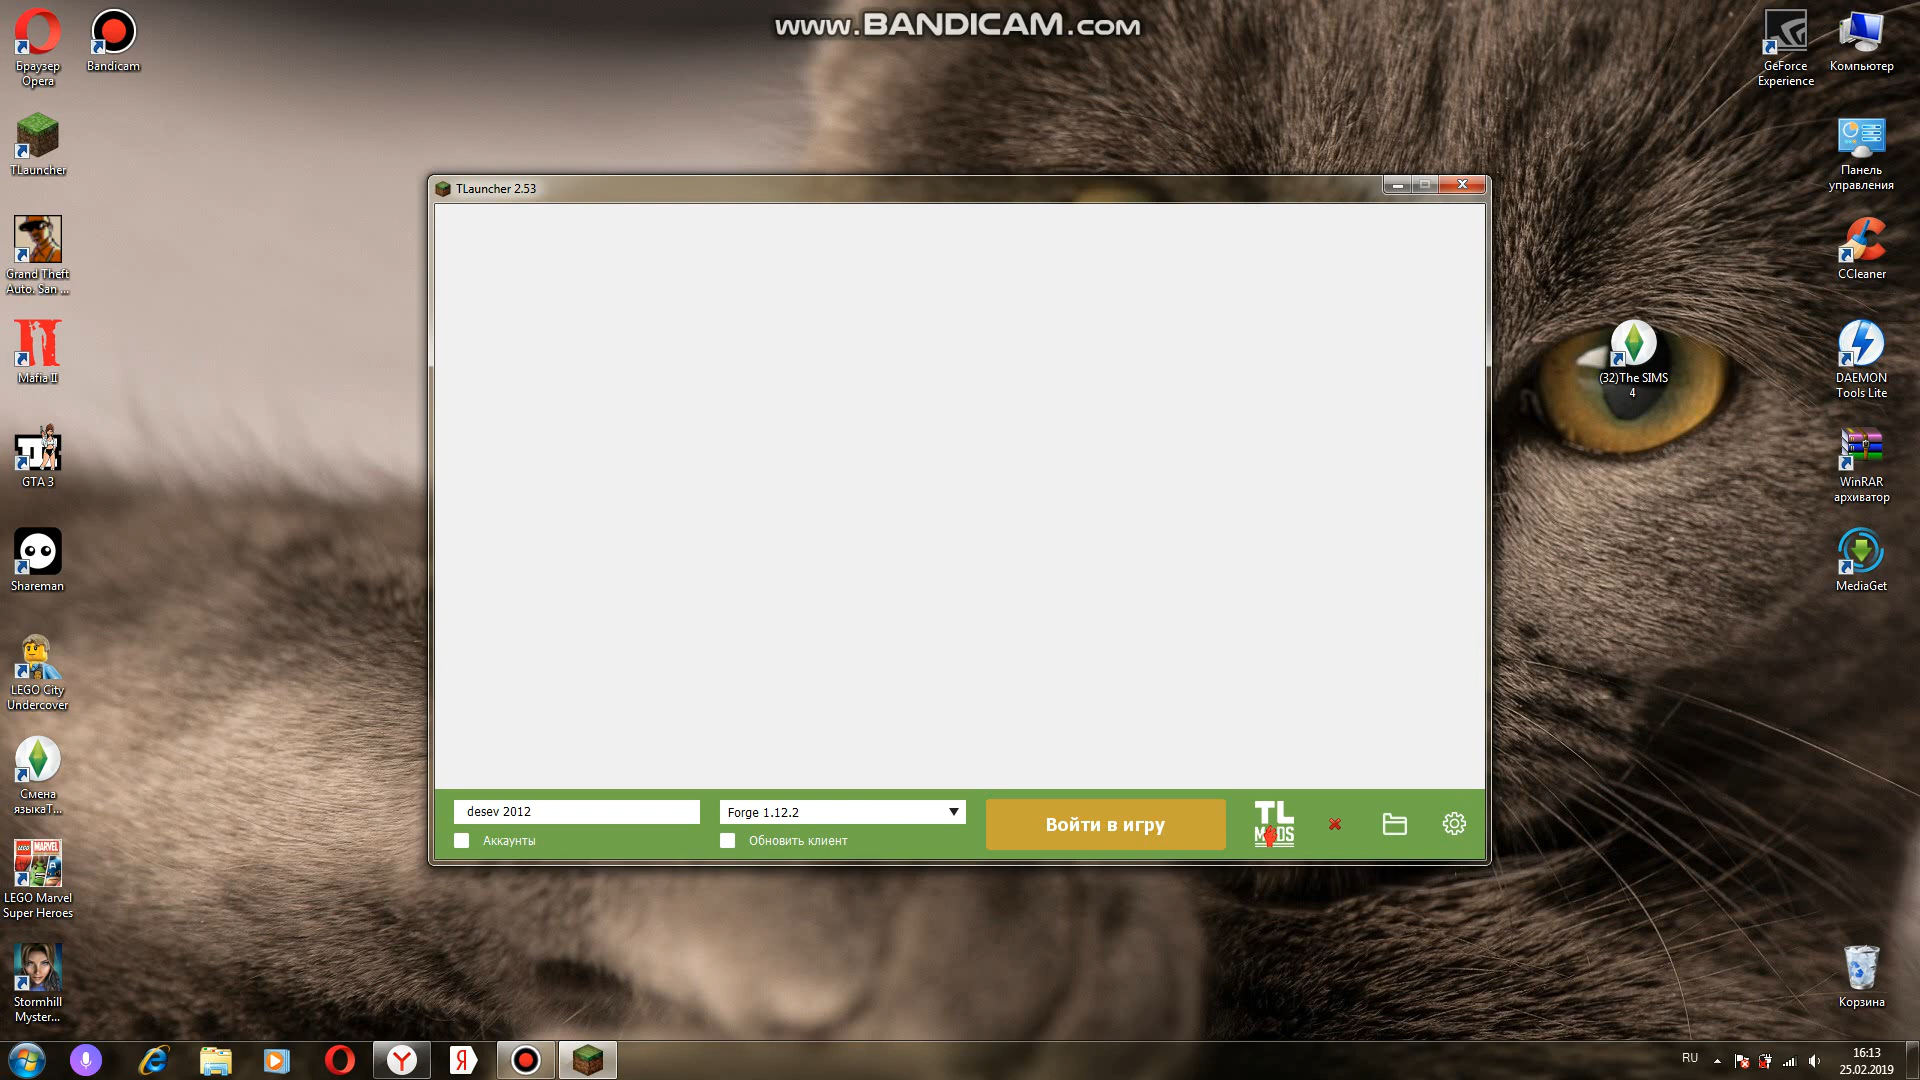 www.BANDICAM.com
Браузер
Opera
Bandicam
TLauncher
Grand Theft
Auto. San ...
Mafia II
GTA 3
Shareman
LEGO City
Undercover
Смена
языкаT...
LEGO Marvel
Super Heroes
Stormhill
Myster...
TLauncher 2.53
desev 2012
Forge 1.12.2
Аккаунты
Обновить клиент
Войти в игру
TL
MODS
GeForce
Experience
Компьютер
Панель
управления
CCleaner
(32)The SIMS
4
DAEMON
Tools Lite
WinRAR
архиватор
MediaGet
Корзина
RU
16:13
25.02.2019